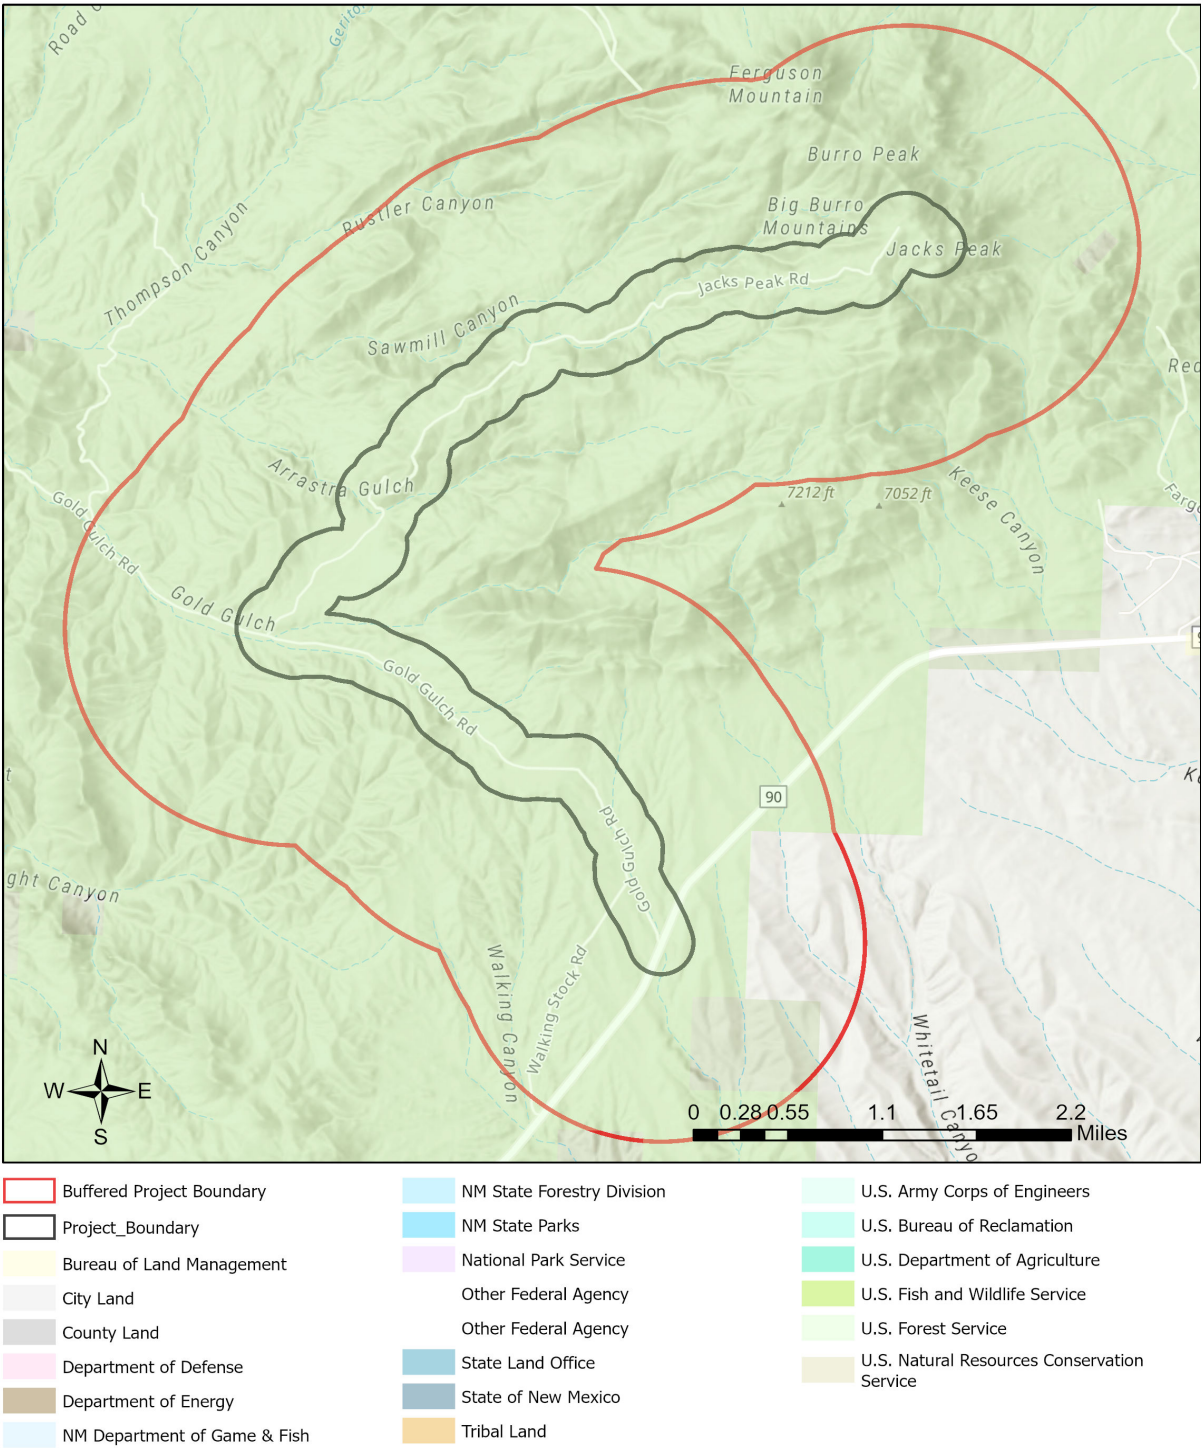 Road C
Geriton
Ferguson
Mountain
Burro Peak
Rustler Canyon
Big Burro
Mountains
Thompson Canyon
Jacks Peak
Jacks Peak Rd
Sawmill Canyon
Red
Arrastra Gulch
7212 ft
7052 ft
Keese Canyon
Gold Gulch Rd
Gold Gulch
Gold Gulch Rd
90
Gold Gulch Rd
ght Canyon
Walking Canyon
Walking Stock Rd
Whitetail Canyo
N
W E
S
0 0.28 0.55 1.1 1.65 2.2
Miles
Buffered Project Boundary
Project_Boundary
Bureau of Land Management
City Land
County Land
Department of Defense
Department of Energy
NM Department of Game & Fish
NM State Forestry Division
NM State Parks
National Park Service
Other Federal Agency
Other Federal Agency
State Land Office
State of New Mexico
Tribal Land
U.S. Army Corps of Engineers
U.S. Bureau of Reclamation
U.S. Department of Agriculture
U.S. Fish and Wildlife Service
U.S. Forest Service
U.S. Natural Resources Conservation
Service